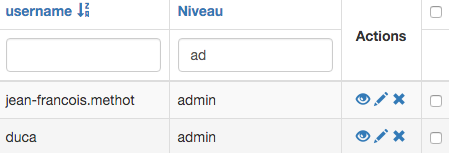 username Niveau
Actions
ad
jean-francois.methot admin
duca admin